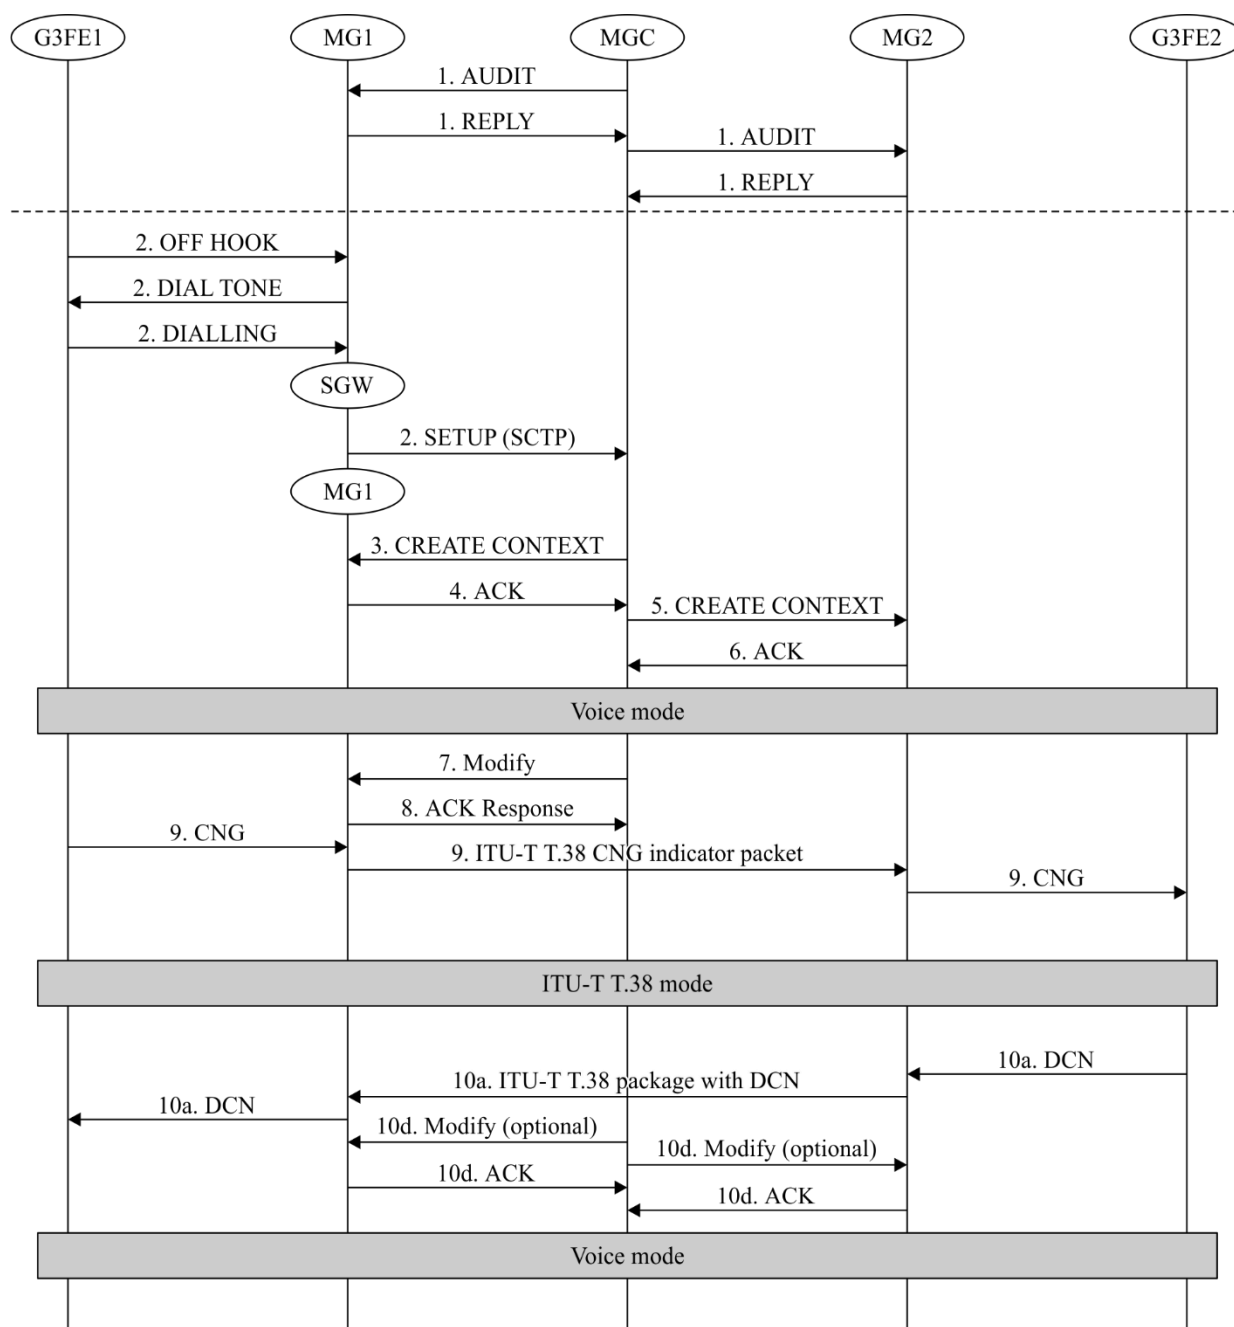 G3FE1
MG1
MGC
MG2
G3FE2
1. AUDIT
1. REPLY
1. AUDIT
1. REPLY
2. OFF HOOK
2. DIAL TONE
2. DIALLING
SGW
2. SETUP (SCTP)
MG1
3. CREATE CONTEXT
4. ACK
5. CREATE CONTEXT
6. ACK
Voice mode
7. Modify
8. ACK Response
9. CNG
9. ITU-T T.38 CNG indicator packet
9. CNG
ITU-T T.38 mode
10a. DCN
10a. ITU-T T.38 package with DCN
10a. DCN
10d. Modify (optional)
10d. Modify (optional)
10d. ACK
10d. ACK
Voice mode